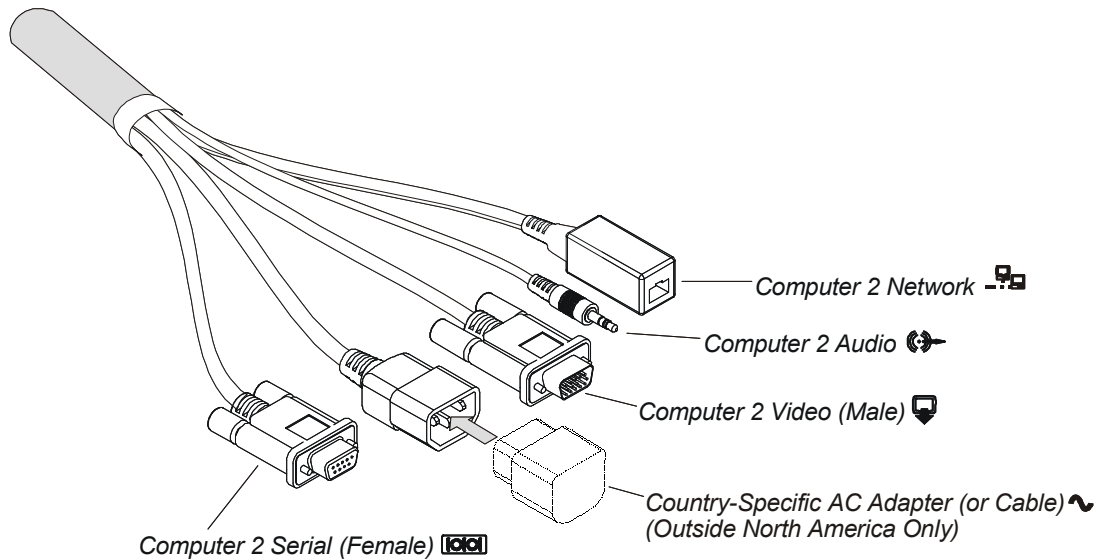 Computer 2 Network
Computer 2 Audio
Computer 2 Video (Male)
Country-Specific AC Adapter (or Cable)
(Outside North America Only)
Computer 2 Serial (Female)